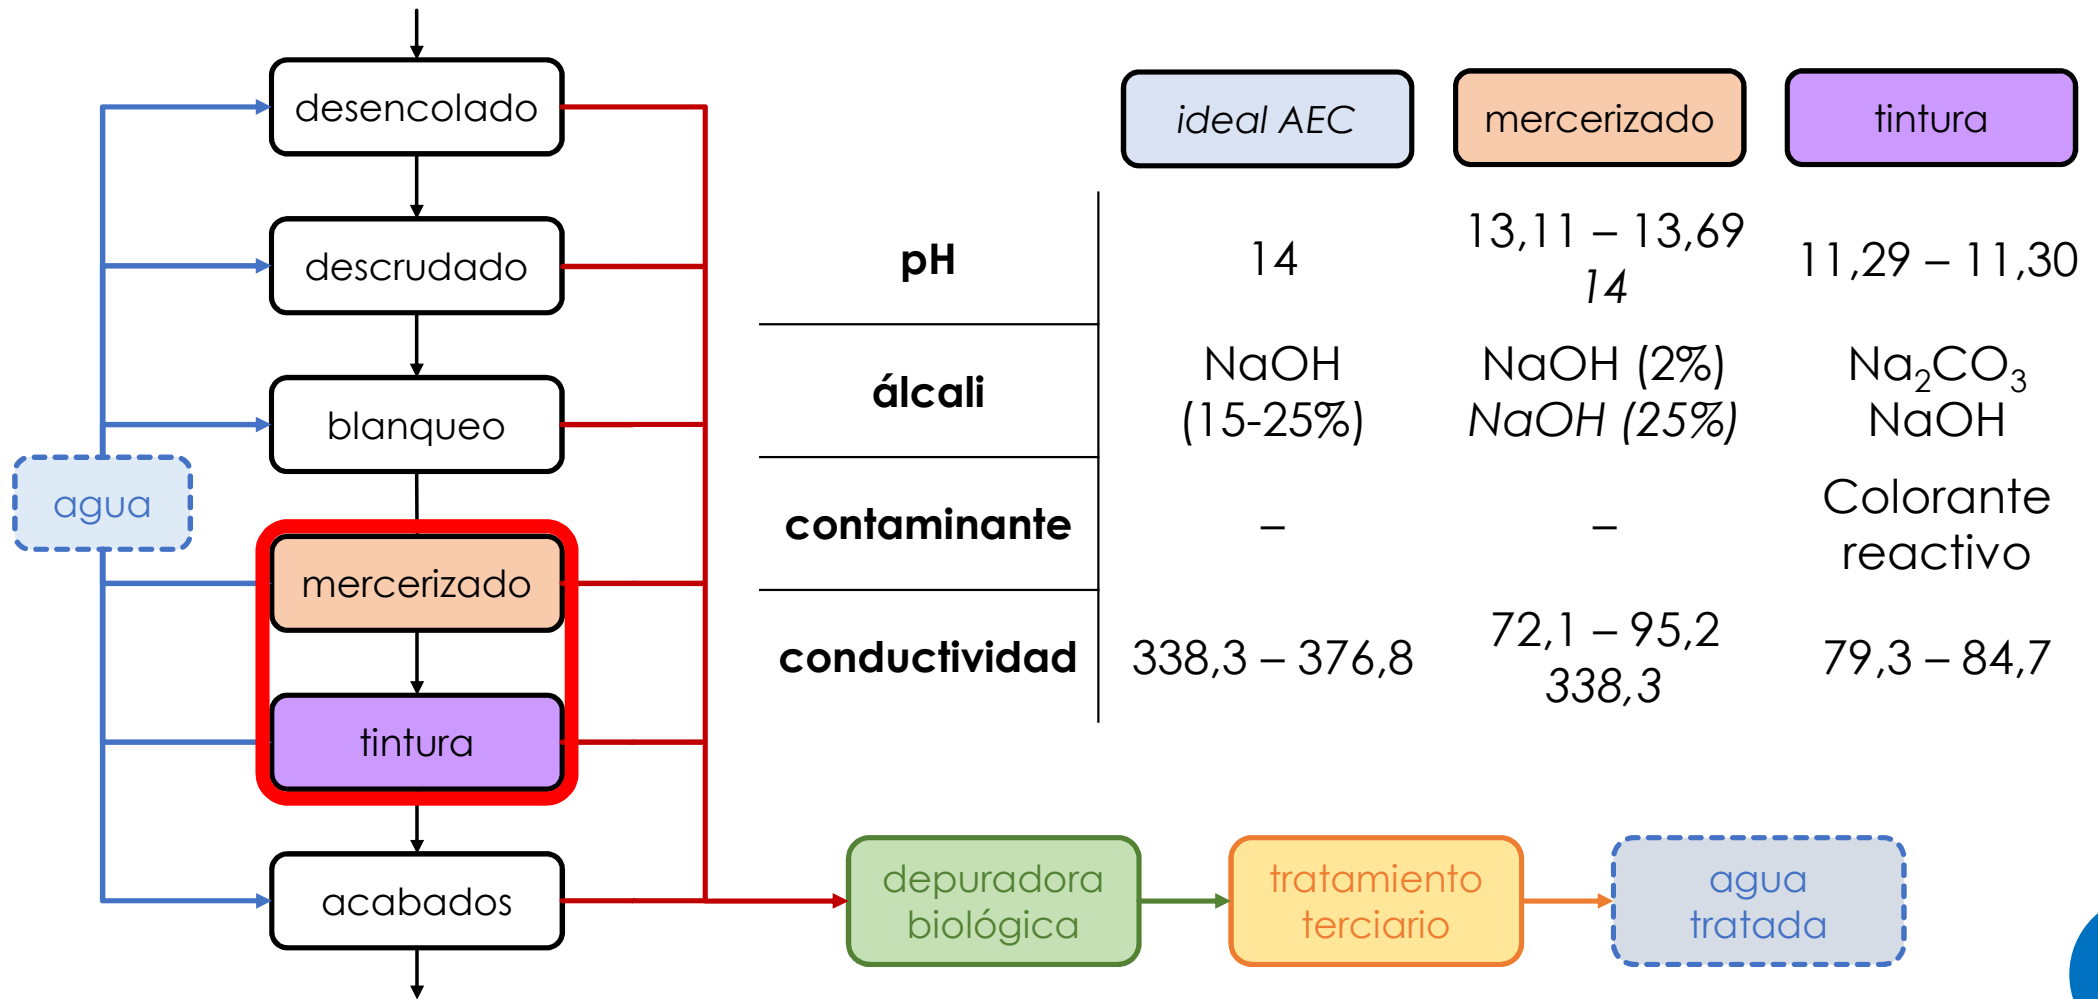 desencolado
descrudado
blanqueo
agua
mercerizado
tintura
acabados
ideal AEC
mercerizado
tintura
pH
14
13,11 – 13,69
14
11,29 – 11,30
álcali
NaOH
(15-25%)
NaOH (2%)
NaOH (25%)
Na₂CO₃
NaOH
contaminante
–
–
Colorante
reactivo
conductividad
338,3 – 376,8
72,1 – 95,2
338,3
79,3 – 84,7
depuradora
biológica
tratamiento
terciario
agua
tratada